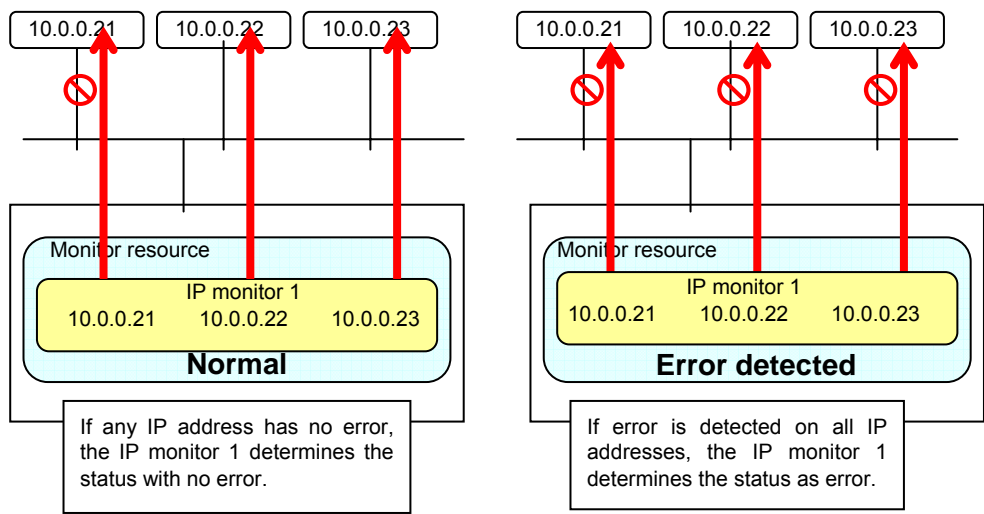 10.0.0.21 10.0.0.22 10.0.0.23
Monitor resource
IP monitor 1
10.0.0.21 10.0.0.22 10.0.0.23
Normal
If any IP address has no error,
the IP monitor 1 determines the
status with no error.
10.0.0.21 10.0.0.22 10.0.0.23
Monitor resource
IP monitor 1
10.0.0.21 10.0.0.22 10.0.0.23
Error detected
If error is detected on all IP
addresses, the IP monitor 1
determines the status as error.